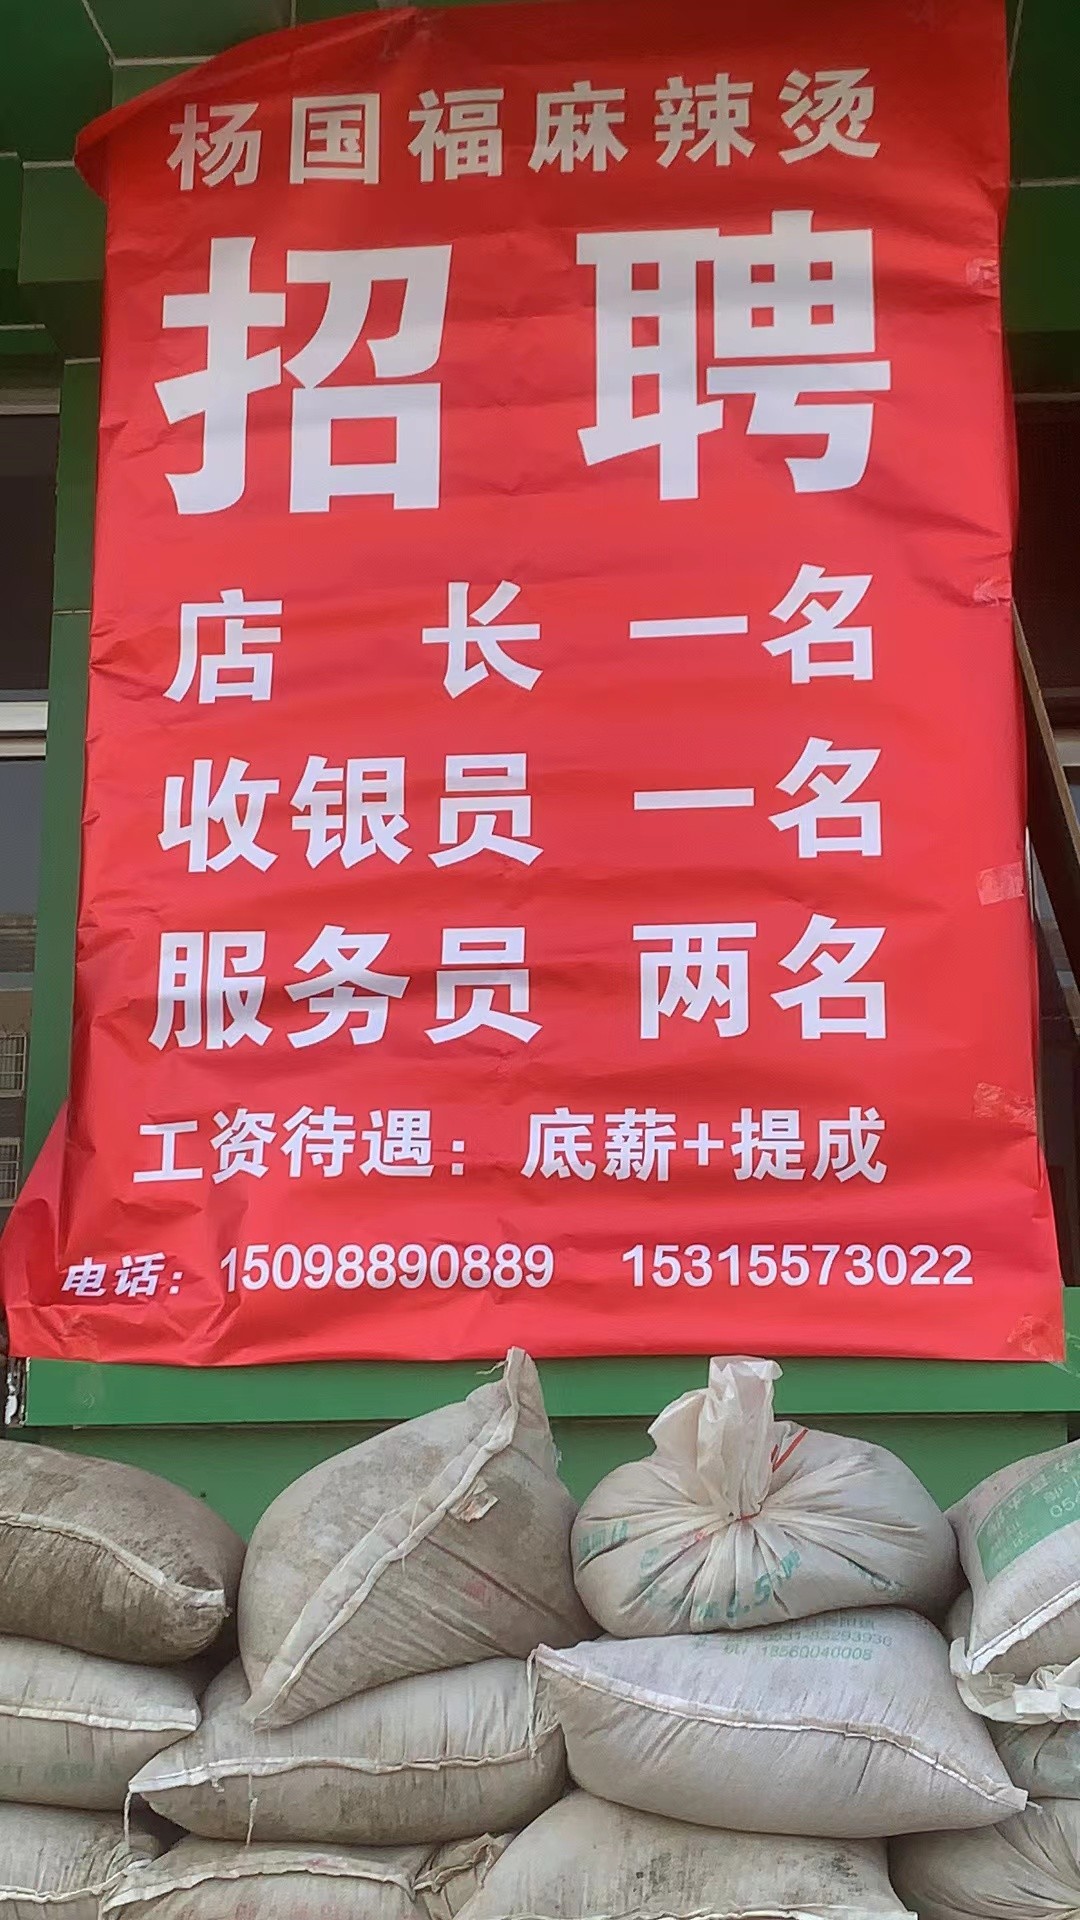 杨国福麻辣烫
招聘
店长 一名
收银员 一名
服务员 两名
工资待遇：底薪+提成
电话：15098890889 15315573022
18560040008